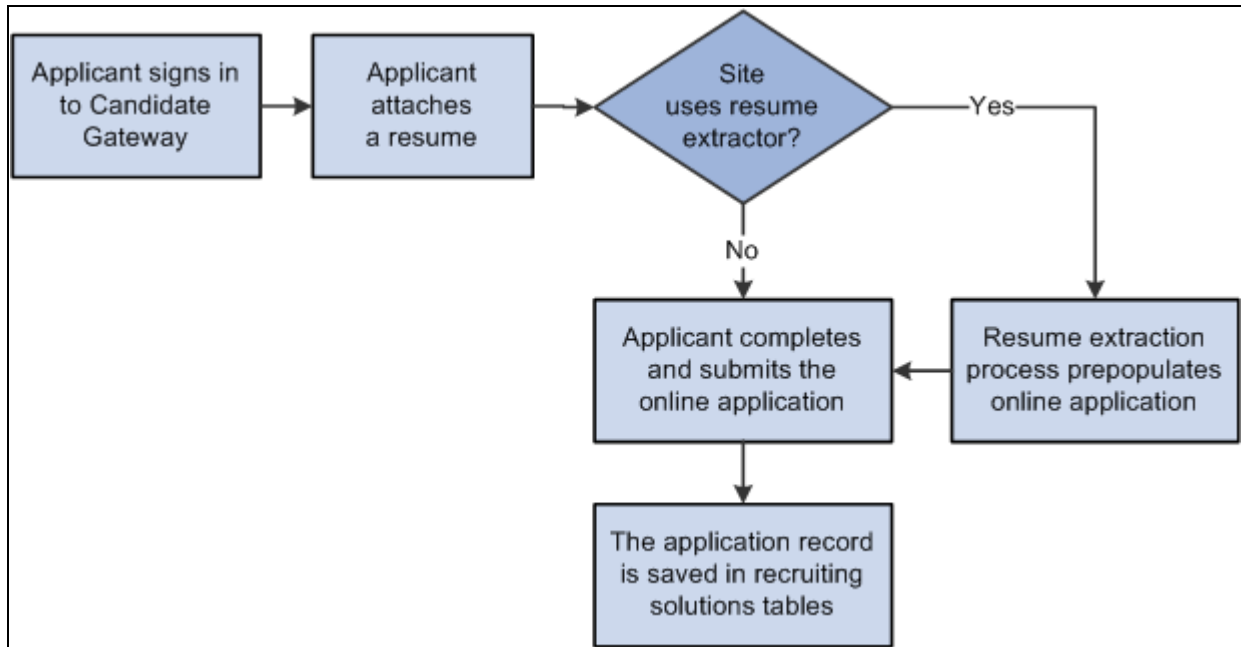 Applicant signs in
to Candidate
Gateway
Applicant
attaches
a resume
Site
uses resume
extractor?
Yes
No
Applicant completes
and submits the
online application
Resume extraction
process prepopulates
online application
The application record
is saved in recruiting
solutions tables